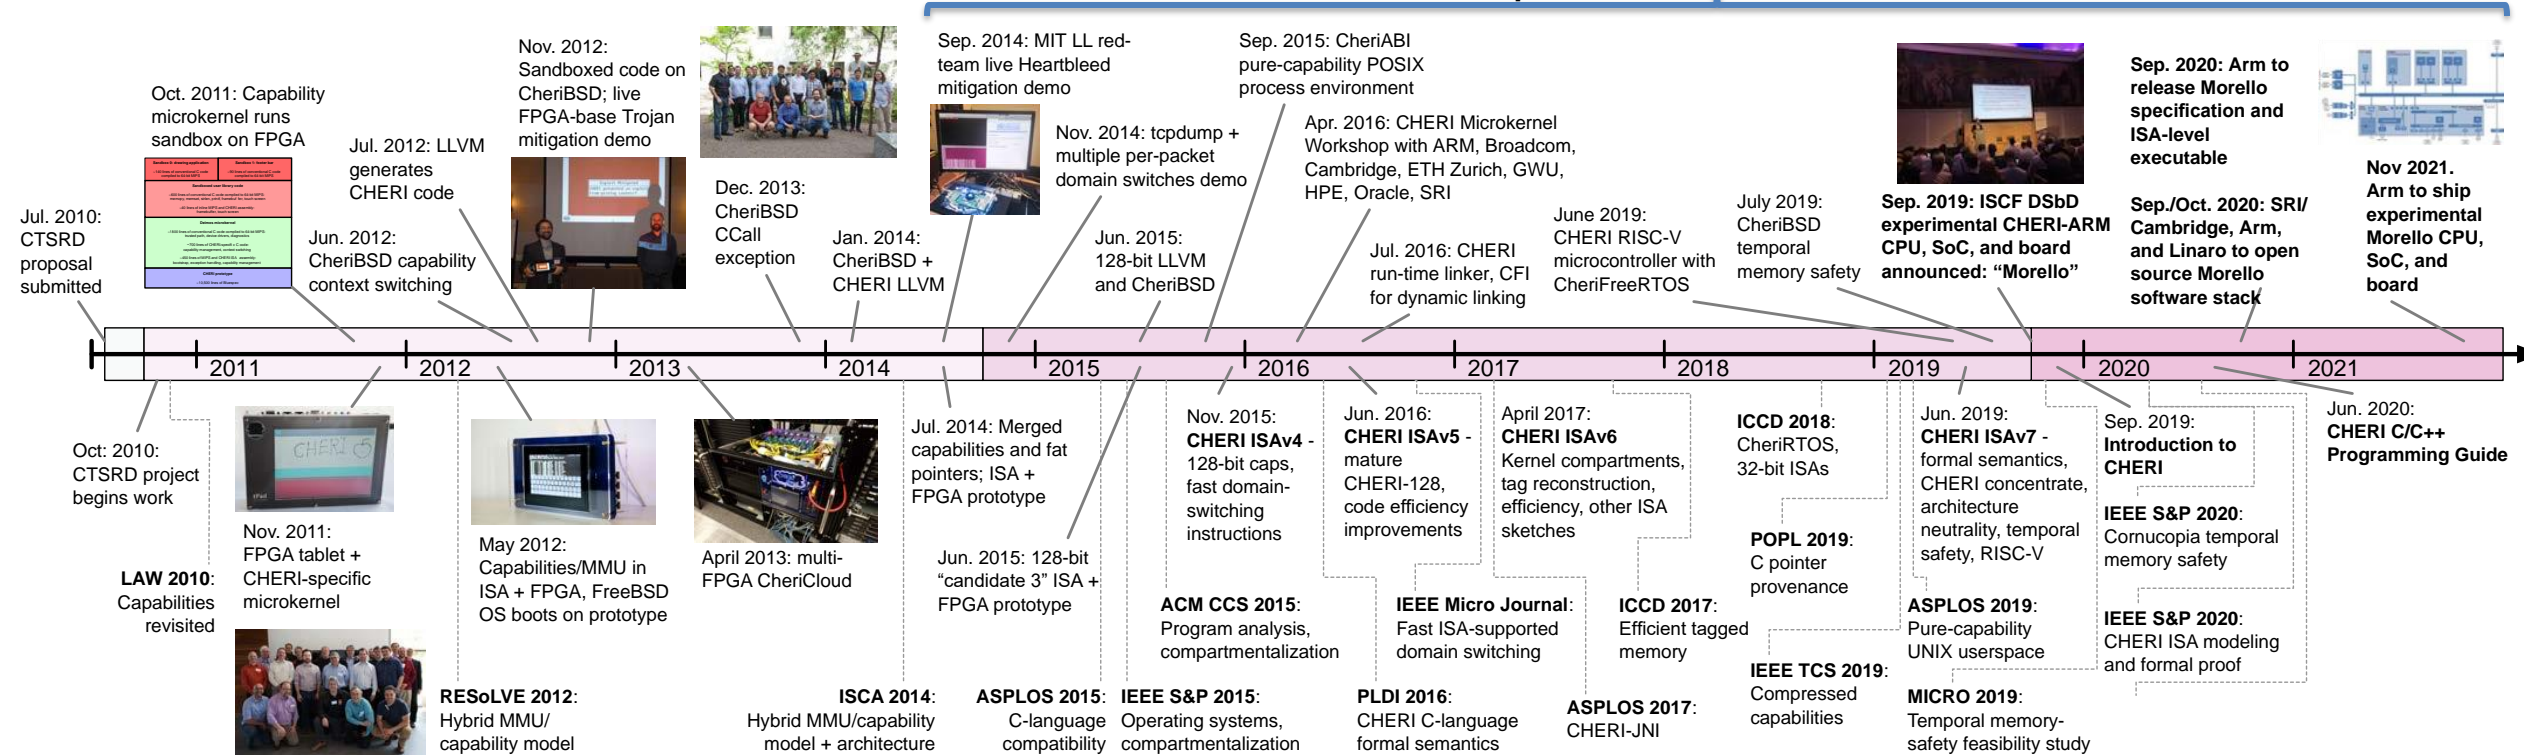 Sep. 2014: MIT LL red-
team live Heartbleed
mitigation demo
Sep. 2015: CheriABI
pure-capability POSIX
process environment
Nov. 2012:
Sandboxed code on
CheriBSD; live
FPGA-base Trojan
mitigation demo
Sep. 2020: Arm to
release Morello
specification and
ISA-level
executable
Oct. 2011: Capability
microkernel runs
sandbox on FPGA
Apr. 2016: CHERI Microkernel
Workshop with ARM, Broadcom,
Cambridge, ETH Zurich, GWU,
HPE, Oracle, SRI
Nov. 2014: tcpdump +
multiple per-packet
domain switches demo
Jul. 2012: LLVM
generates
CHERI code
Nov 2021.
Arm to ship
experimental
Morello CPU,
SoC, and
board
Dec. 2013:
CheriBSD
CCall
exception
July 2019:
CheriBSD
temporal
memory safety
Sep. 2019: ISCF DSbD
experimental CHERI-ARM
CPU, SoC, and board
announced: “Morello”
Sep./Oct. 2020: SRI/
Cambridge, Arm,
and Linaro to open
source Morello
software stack
Jul. 2010:
CTSRD
proposal
submitted
June 2019:
CHERI RISC-V
microcontroller with
CheriFreeRTOS
Jun. 2012:
CheriBSD capability
context switching
Jan. 2014:
CheriBSD +
CHERI LLVM
Jun. 2015:
128-bit LLVM
and CheriBSD
Jul. 2016: CHERI
run-time linker, CFI
for dynamic linking
2011
2012
2013
2014
2015
2016
2017
2018
2019
2020
2021
CHERI
Oct: 2010:
CTSRD project
begins work
Nov. 2011:
FPGA tablet +
CHERI-specific
microkernel
LAW 2010:
Capabilities
revisited
May 2012:
Capabilities/MMU in
ISA + FPGA, FreeBSD
OS boots on prototype
April 2013: multi-
FPGA CheriCloud
Jul. 2014: Merged
capabilities and fat
pointers; ISA +
FPGA prototype
Jun. 2015: 128-bit
“candidate 3” ISA +
FPGA prototype
Nov. 2015:
CHERI ISAv4 -
128-bit caps,
fast domain-
switching
instructions
Jun. 2016:
CHERI ISAv5 -
mature
CHERI-128,
code efficiency
improvements
April 2017:
CHERI ISAv6
Kernel compartments,
tag reconstruction,
efficiency, other ISA
sketches
ICCD 2018:
CheriRTOS,
32-bit ISAs
Jun. 2019:
CHERI ISAv7 -
formal semantics,
CHERI concentrate,
architecture
neutrality, temporal
safety, RISC-V
Sep. 2019:
Introduction to
CHERI
Jun. 2020:
CHERI C/C++
Programming Guide
POPL 2019:
C pointer
provenance
IEEE S&P 2020:
Cornucopia temporal
memory safety
ACM CCS 2015:
Program analysis,
compartmentalization
IEEE Micro Journal:
Fast ISA-supported
domain switching
ICCD 2017:
Efficient tagged
memory
ASPLOS 2019:
Pure-capability
UNIX userspace
IEEE S&P 2020:
CHERI ISA modeling
and formal proof
IEEE TCS 2019:
Compressed
capabilities
RESoLVE 2012:
Hybrid MMU/
capability model
ISCA 2014:
Hybrid MMU/capability
model + architecture
ASPLOS 2015:
C-language
compatibility
IEEE S&P 2015:
Operating systems,
compartmentalization
PLDI 2016:
CHERI C-language
formal semantics
ASPLOS 2017:
CHERI-JNI
MICRO 2019:
Temporal memory-
safety feasibility study